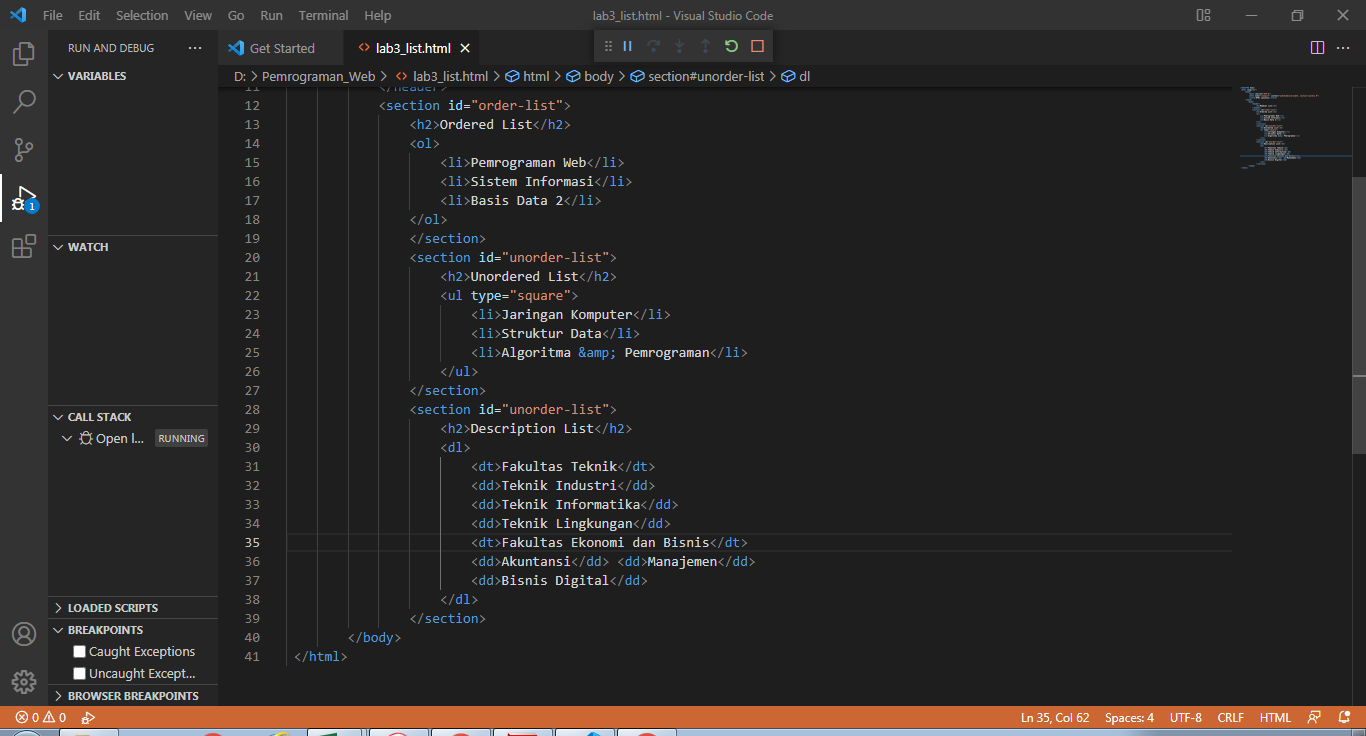 File Edit Selection View Go Run Terminal Help
lab3_list.html - Visual Studio Code
RUN AND DEBUG ···
Get Started
lab3_list.html
D: > Pemrograman_Web > lab3_list.html > html > body > section#unorder-list > dl
VARIABLES
WATCH
CALL STACK
Open l... RUNNING
LOADED SCRIPTS
BREAKPOINTS
Caught Exceptions
Uncaught Except...
BROWSER BREAKPOINTS
1
11 </header>
12 <section id="order-list">
13 <h2>Ordered List</h2>
14 <ol>
15 <li>Pemrograman Web</li>
16 <li>Sistem Informasi</li>
17 <li>Basis Data 2</li>
18 </ol>
19 </section>
20 <section id="unorder-list">
21 <h2>Unordered List</h2>
22 <ul type="square">
23 <li>Jaringan Komputer</li>
24 <li>Struktur Data</li>
25 <li>Algoritma &amp; Pemrograman</li>
26 </ul>
27 </section>
28 <section id="unorder-list">
29 <h2>Description List</h2>
30 <dl>
31 <dt>Fakultas Teknik</dt>
32 <dd>Teknik Industri</dd>
33 <dd>Teknik Informatika</dd>
34 <dd>Teknik Lingkungan</dd>
35 <dt>Fakultas Ekonomi dan Bisnis</dt>
36 <dd>Akuntansi</dd> <dd>Manajemen</dd>
37 <dd>Bisnis Digital</dd>
38 </dl>
39 </section>
40 </body>
41 </html>
0 0
Ln 35, Col 62 Spaces: 4 UTF-8 CRLF HTML